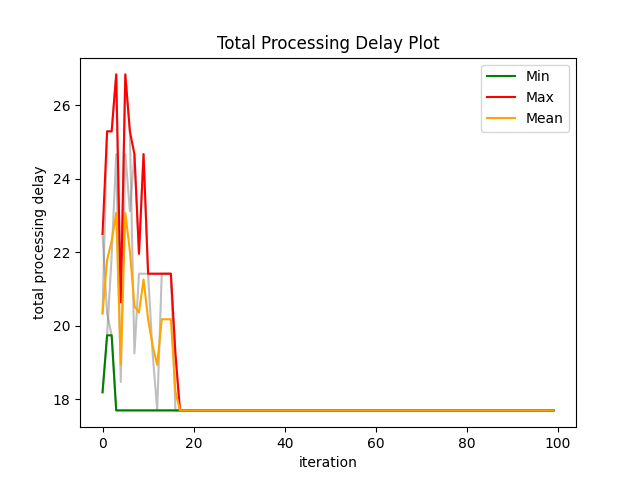 Total Processing Delay Plot
Min
Max
Mean
total processing delay
26
24
22
20
18
0 20 40 60 80 100
iteration